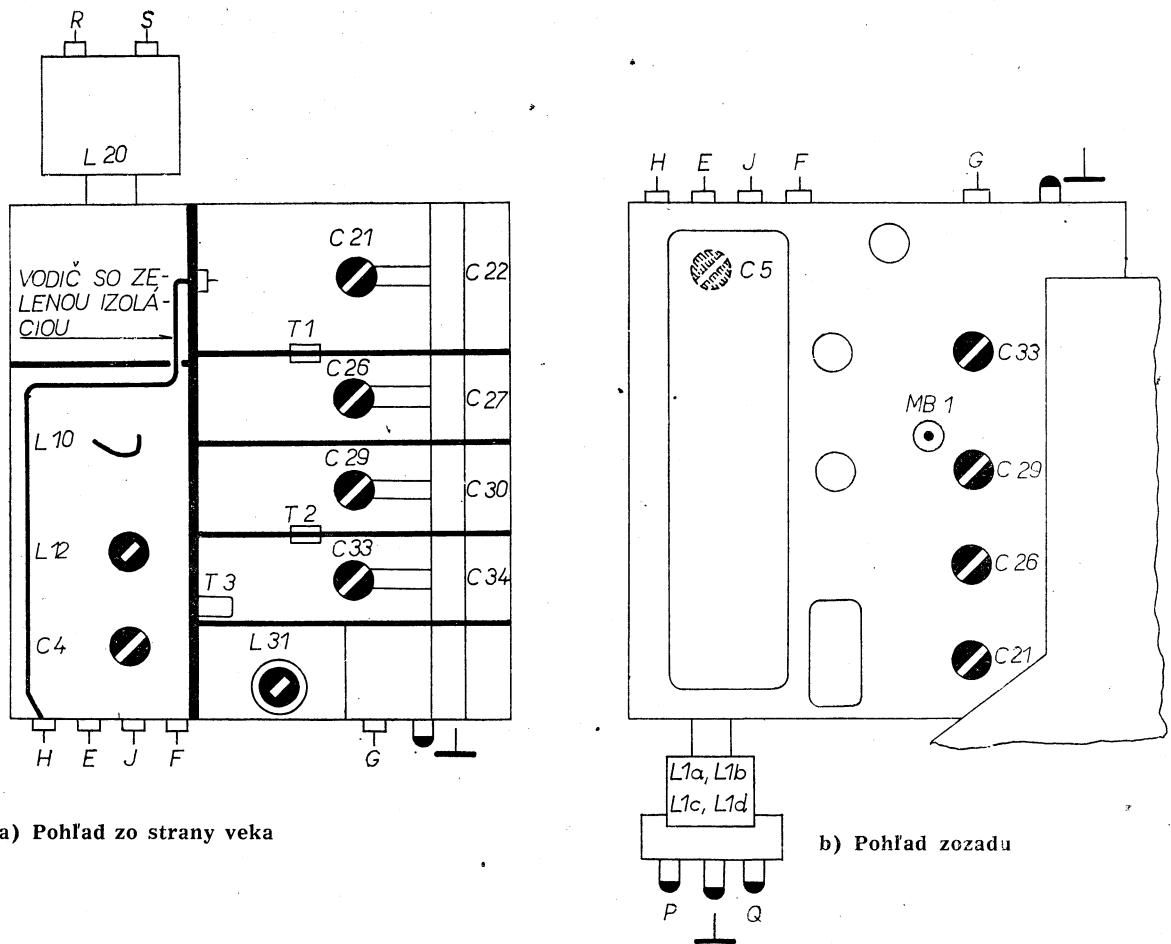 R S
L 20
VODIČ SO ZE-
LENOU IZOLÁ-
CIOU
C 21
C 22
T 1
C 26
C 27
L 10
C 29
C 30
T 2
L 12
C 33
C 34
T 3
C 4
L 31
H E J F G
a) Pohľad zo strany veka
H E J F G
C 5
C 33
MB 1
C 29
C 26
C 21
L1a, L1b
L1c, L1d
P Q
b) Pohľad zozadu